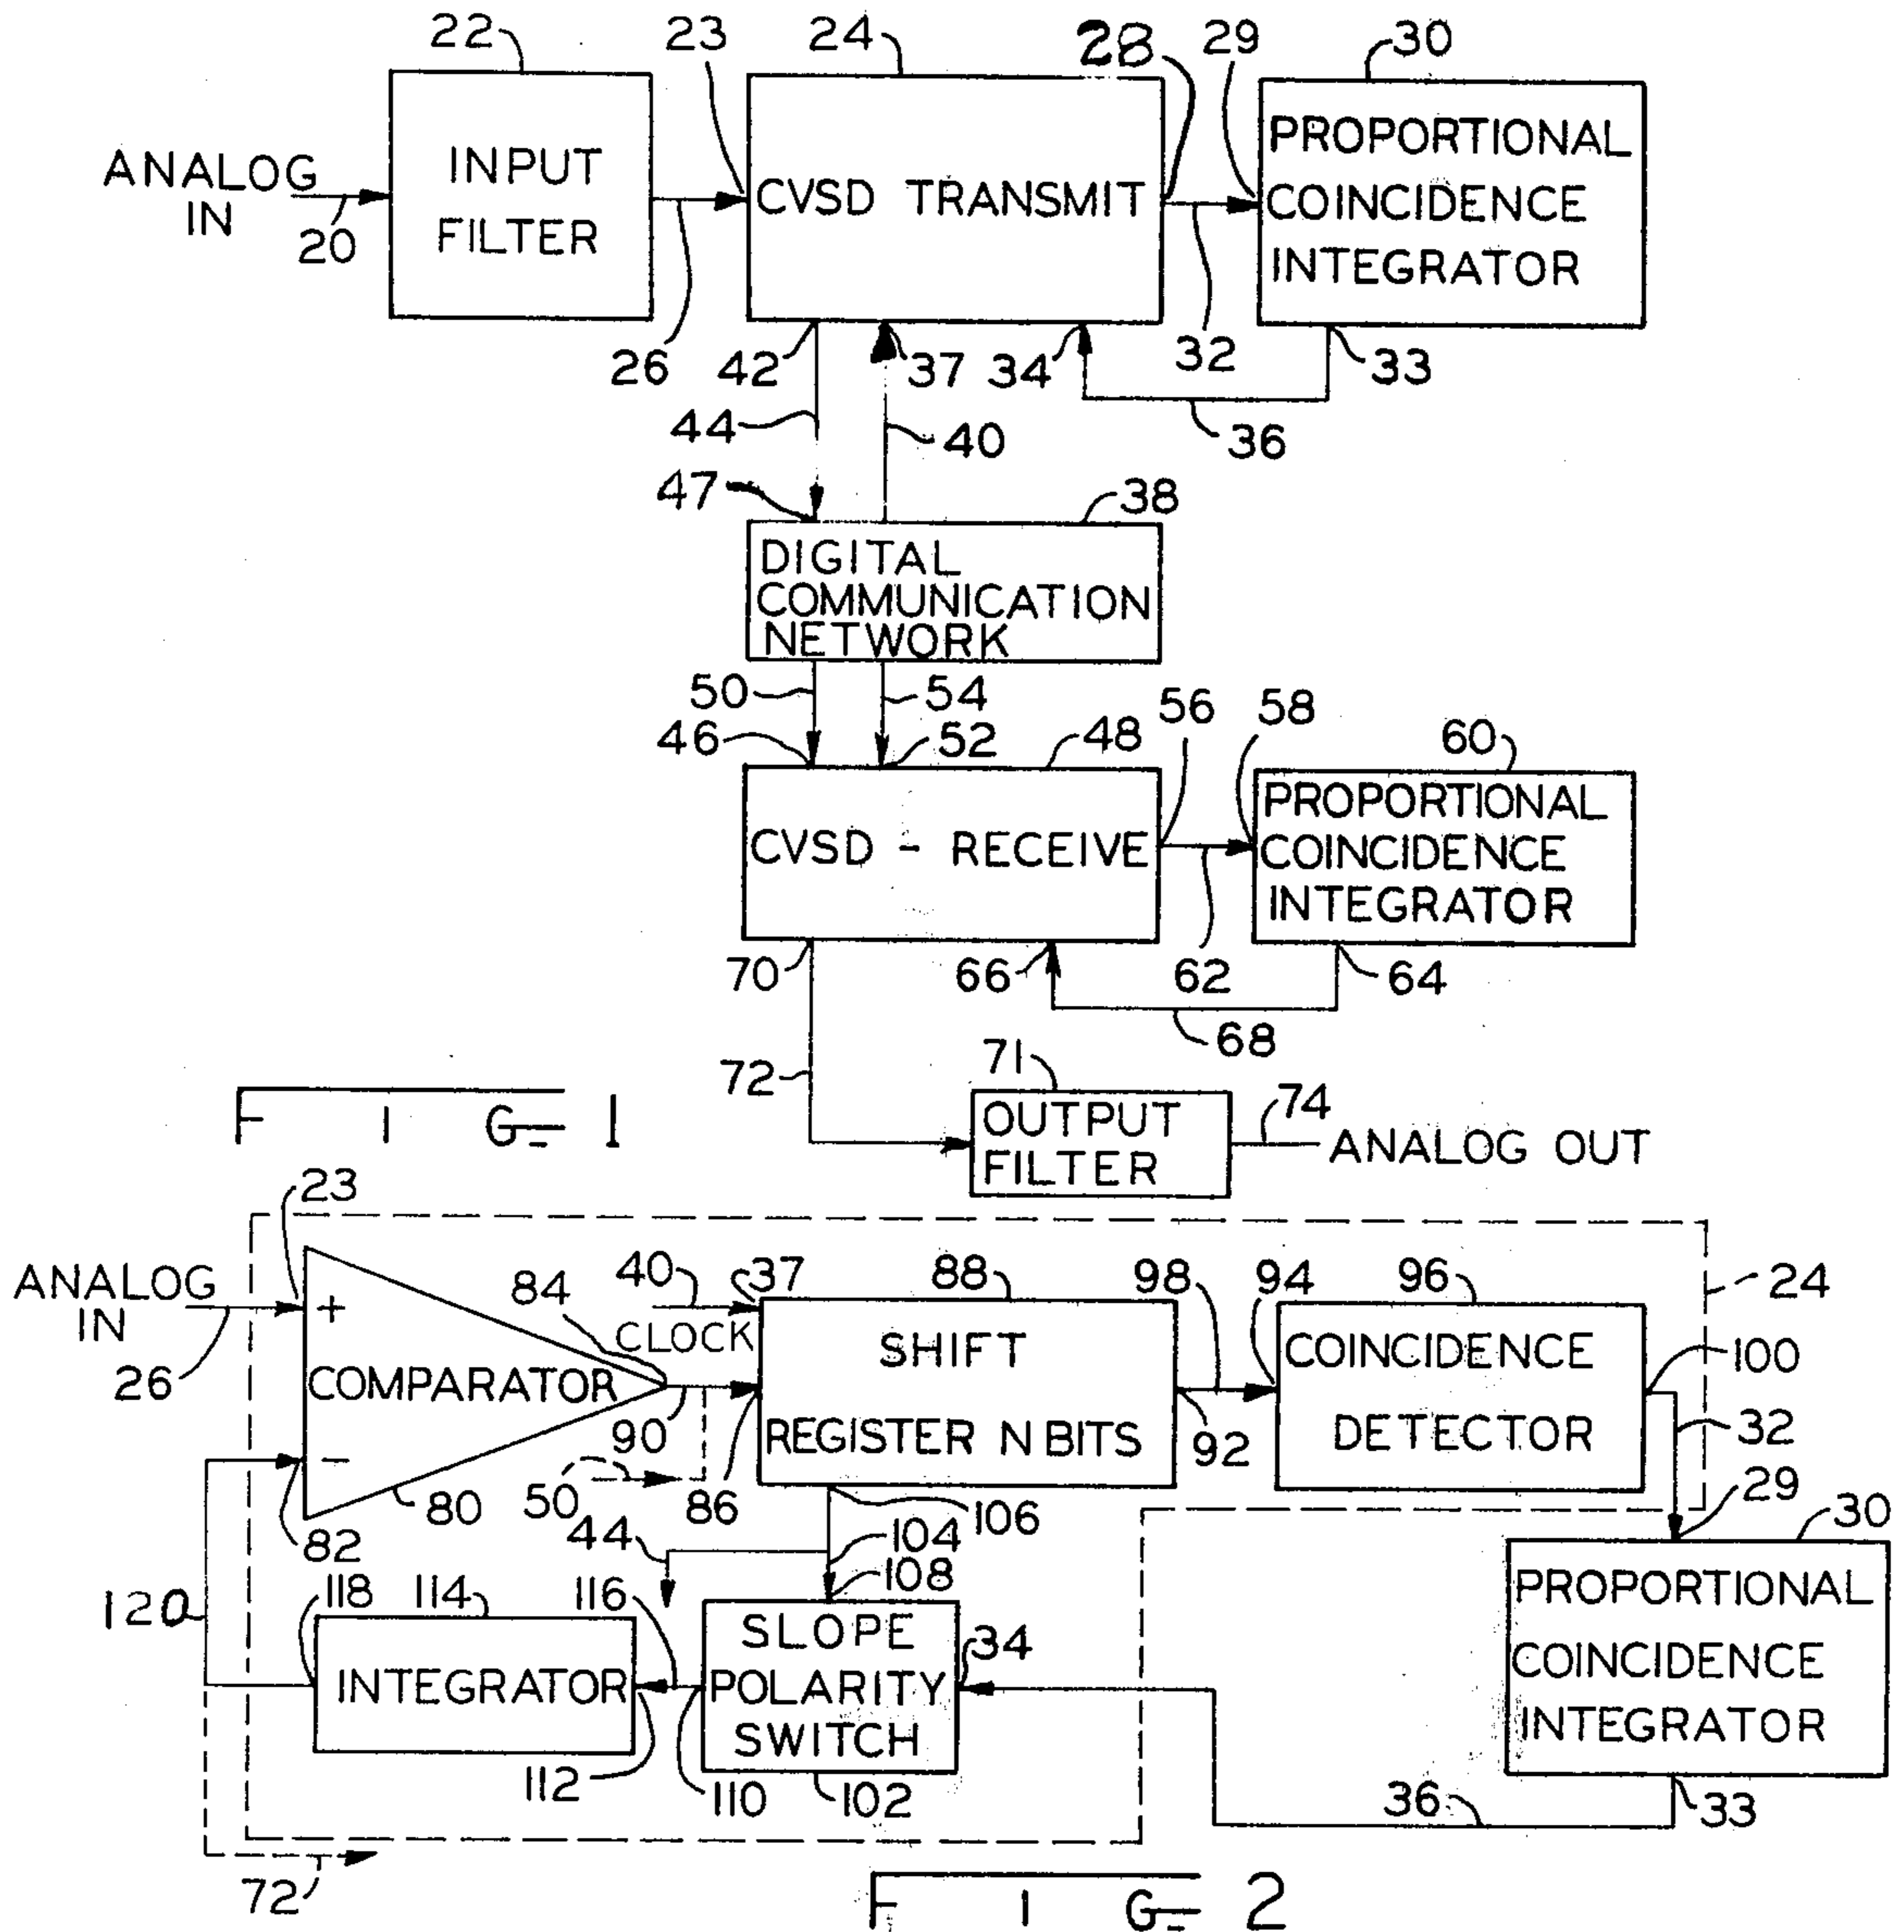 22
23
24
28
29
30
ANALOG
IN
20
INPUT
FILTER
26
CVSD TRANSMIT
32
PROPORTIONAL
COINCIDENCE
INTEGRATOR
42
37
34
33
44
40
36
47
38
DIGITAL
COMMUNICATION
NETWORK
50
54
46
52
48
56
58
60
CVSD - RECEIVE
PROPORTIONAL
COINCIDENCE
INTEGRATOR
70
66
62
64
68
72
71
OUTPUT
FILTER
74
ANALOG OUT
FIG-1
23
ANALOG
IN
26
+
COMPARATOR
-
84
40
37
CLOCK
88
98
94
96
24
SHIFT
REGISTER N BITS
COINCIDENCE
DETECTOR
100
90
92
32
50
86
80
82
106
29
30
44
104
108
120
118
114
116
SLOPE
POLARITY
SWITCH
34
INTEGRATOR
PROPORTIONAL
COINCIDENCE
INTEGRATOR
112
110
102
36
33
72
FIG-2